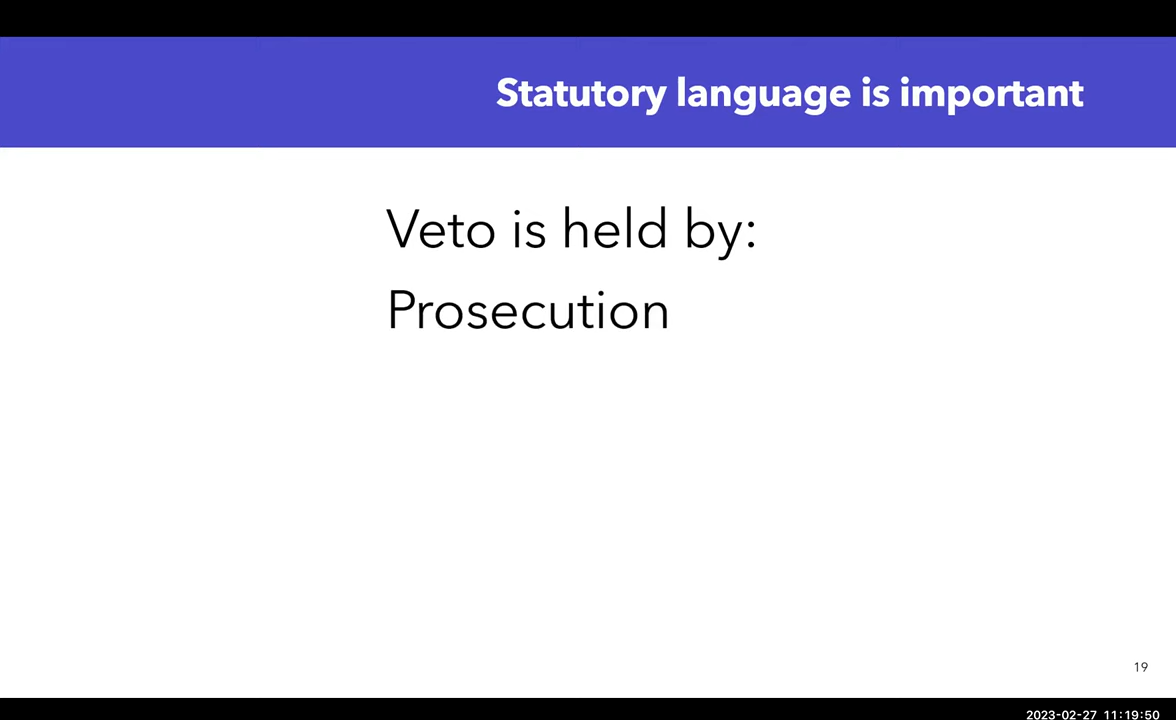 Statutory language is important
Veto is held by:
Prosecution
19
2023-02-27 11:19:50